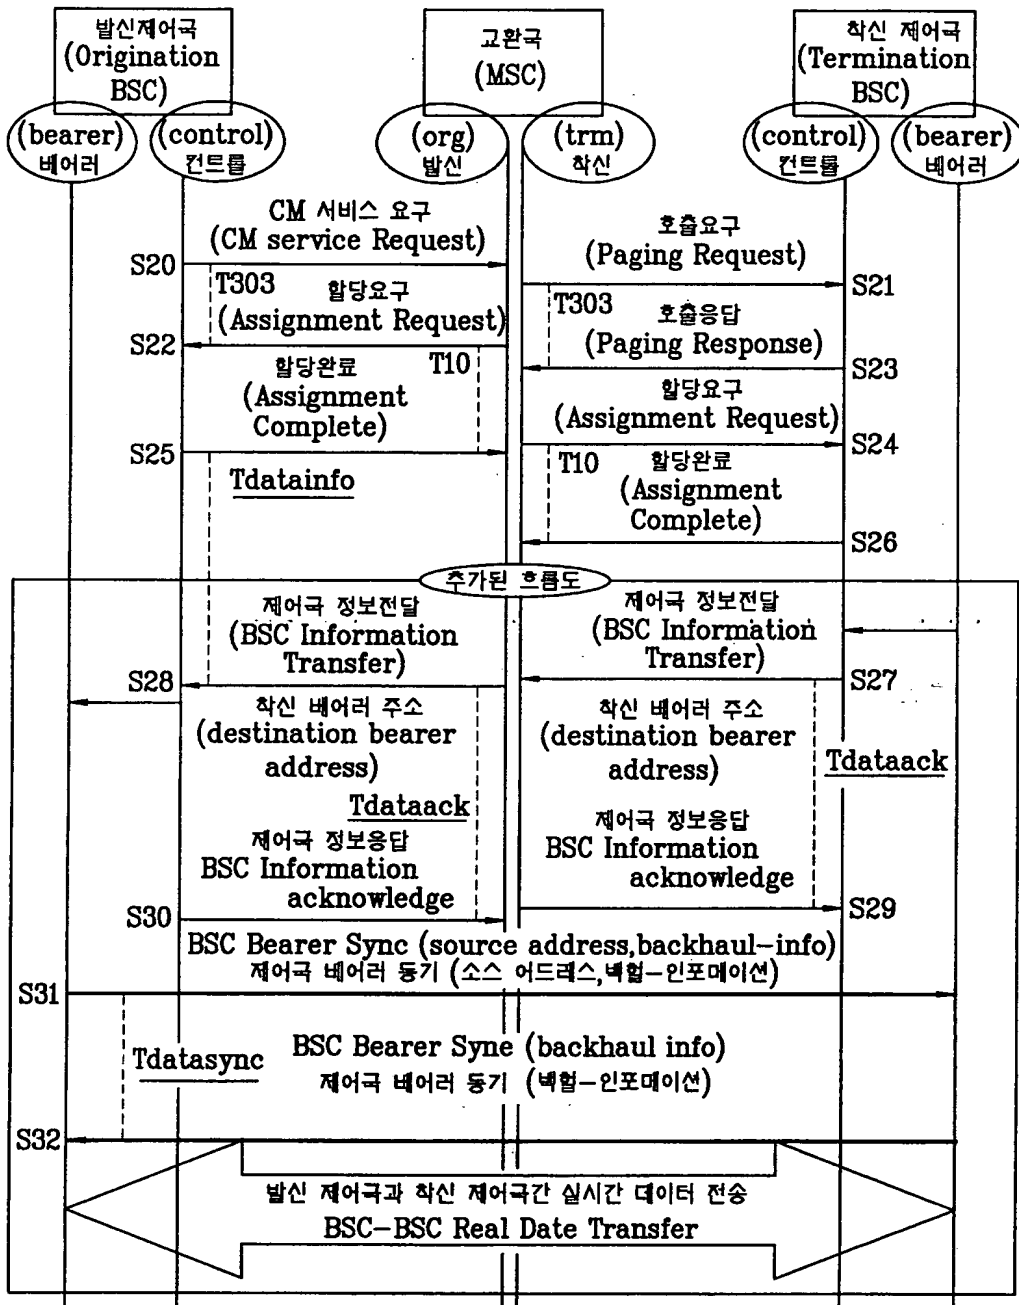 발신제어국
(Origination
BSC)
교환국
(MSC)
착신 제어국
(Termination
BSC)
(bearer)
베어러
(control)
컨트롤
(org)
발신
(trm)
착신
(control)
컨트롤
(bearer)
베어러
CM 서비스 요구
(CM service Request)
S20
호출요구
(Paging Request)
S21
T303
할당요구
(Assignment Request)
S22
T303
호출응답
(Paging Response)
S23
할당완료
T10
(Assignment
Complete)
S25
할당요구
(Assignment Request)
S24
Tdatainfo
T10
할당완료
(Assignment
Complete)
S26
추가된 흐름도
제어국 정보전달
(BSC Information
Transfer)
S28
제어국 정보전달
(BSC Information
Transfer)
S27
착신 베어러 주소
(destination bearer
address)
Tdataack
착신 베어러 주소
(destination bearer
address)
Tdataack
제어국 정보응답
BSC Information
acknowledge
S30
제어국 정보응답
BSC Information
acknowledge
S29
BSC Bearer Sync (source address,backhaul-info)
제어국 베어러 동기 (소스 어드레스,백헐-인포메이션)
S31
Tdatasync
BSC Bearer Syne (backhaul info)
제어국 베어러 동기 (백헐-인포메이션)
S32
발신 제어국과 착신 제어국간 실시간 데이터 전송
BSC-BSC Real Date Transfer